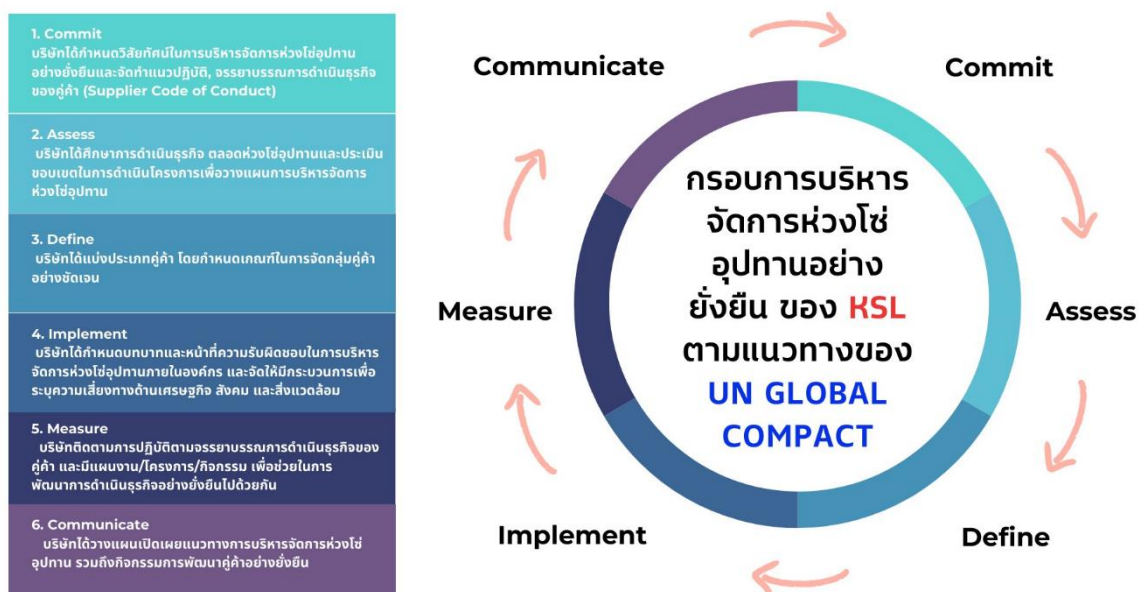 1. Commit
บริษัทได้กำหนดวิสัยทัศน์ในการบริหารจัดการห่วงโซ่อุปทาน
อย่างยั่งยืนและจัดทำแนวปฏิบัติ, จรรยาบรรณการดำเนินธุรกิจ
ของคู่ค้า (Supplier Code of Conduct)
2. Assess
บริษัทได้ศึกษาการดำเนินธุรกิจ ตลอดห่วงโซ่อุปทานและประเมิน
ขอบเขตในการดำเนินโครงการเพื่อวางแผนการบริหารจัดการ
ห่วงโซ่อุปทาน
3. Define
บริษัทได้แบ่งประเภทคู่ค้า โดยกำหนดเกณฑ์ในการจัดกลุ่มคู่ค้า
อย่างชัดเจน
4. Implement
บริษัทได้กำหนดบทบาทและหน้าที่ความรับผิดชอบในการบริหาร
จัดการห่วงโซ่อุปทานภายในองค์กร และจัดให้มีกระบวนการเพื่อ
ระบุความเสี่ยงทางด้านเศรษฐกิจ สังคม และสิ่งแวดล้อม
5. Measure
บริษัทติดตามการปฏิบัติตามจรรยาบรรณการดำเนินธุรกิจของ
คู่ค้า และมีแผนงาน/โครงการ/กิจกรรม เพื่อช่วยในการ
พัฒนาการดำเนินธุรกิจอย่างยั่งยืนไปด้วยกัน
6. Communicate
บริษัทได้วางแผนเปิดเผยแนวทางการบริหารจัดการห่วงโซ่
อุปทาน รวมถึงกิจกรรมการพัฒนาคู่ค้าอย่างยั่งยืน
Communicate
Commit
Measure
Assess
Implement
Define
กรอบการบริหาร
จัดการห่วงโซ่
อุปทานอย่าง
ยั่งยืน ของ KSL
ตามแนวทางของ
UN GLOBAL
COMPACT